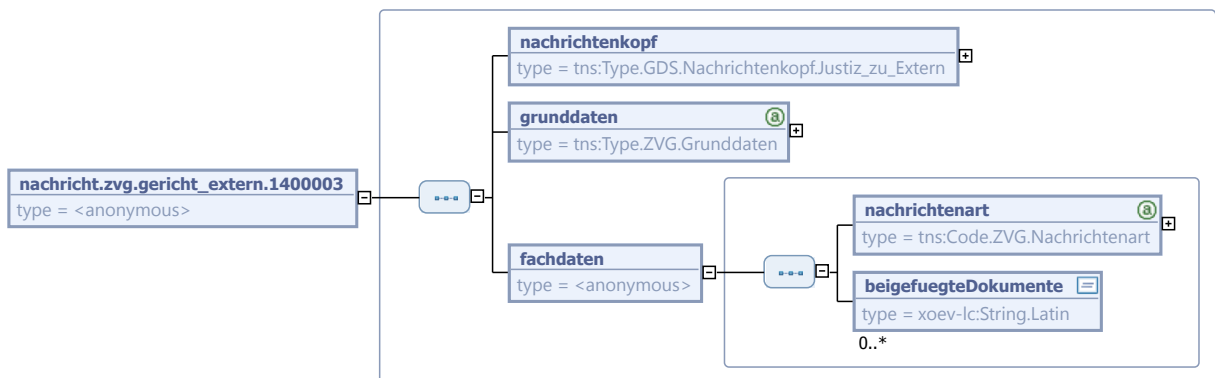 nachrichtenkopf
type = tns:Type.GDS.Nachrichtenkopf.Justiz_zu_Extern
grunddaten
type = tns:Type.ZVG.Grunddaten
nachricht.zvg.gericht_extern.1400003
type = <anonymous>
fachdaten
type = <anonymous>
nachrichtenart
type = tns:Code.ZVG.Nachrichtenart
beigefuegteDokumente
type = xoev-lc:String.Latin
0..*